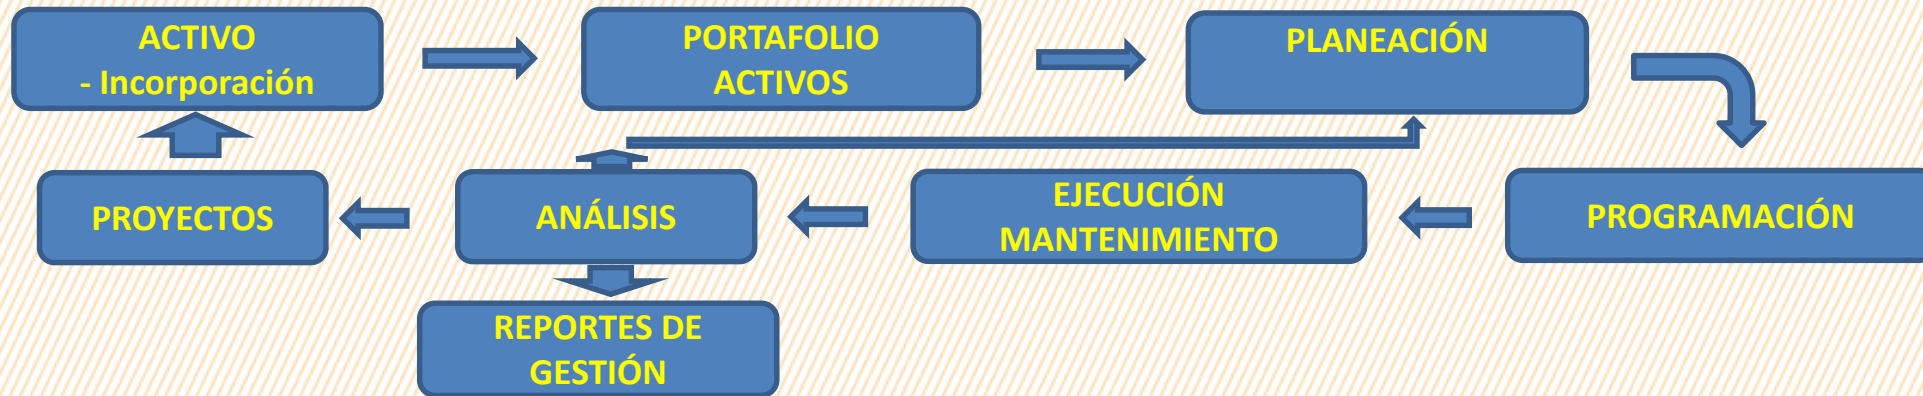 ACTIVO
- Incorporación
PORTAFOLIO
ACTIVOS
PLANEACIÓN
PROYECTOS
ANÁLISIS
EJECUCIÓN
MANTENIMIENTO
PROGRAMACIÓN
REPORTES DE
GESTIÓN